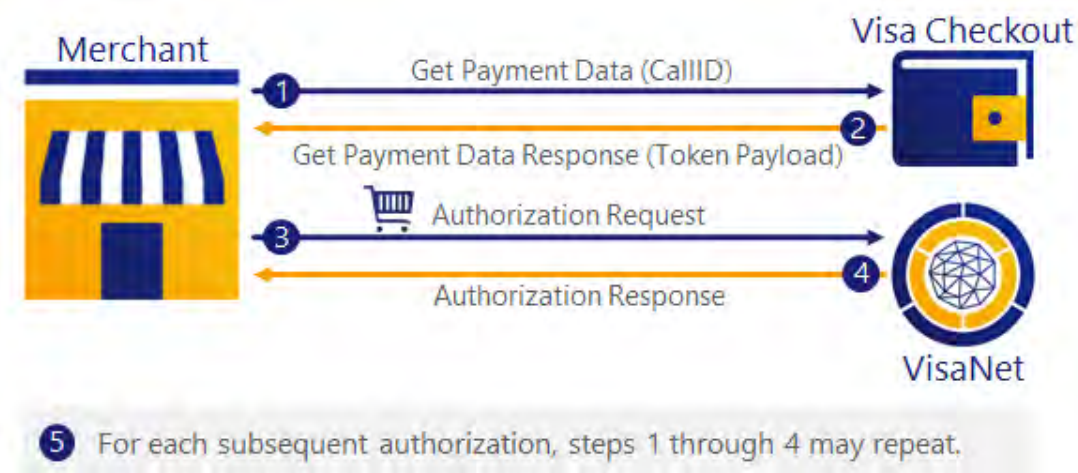 Merchant
Visa Checkout
1
Get Payment Data (CallID)
2
Get Payment Data Response (Token Payload)
3
Authorization Request
4
Authorization Response
VisaNet
5 For each subsequent authorization, steps 1 through 4 may repeat.